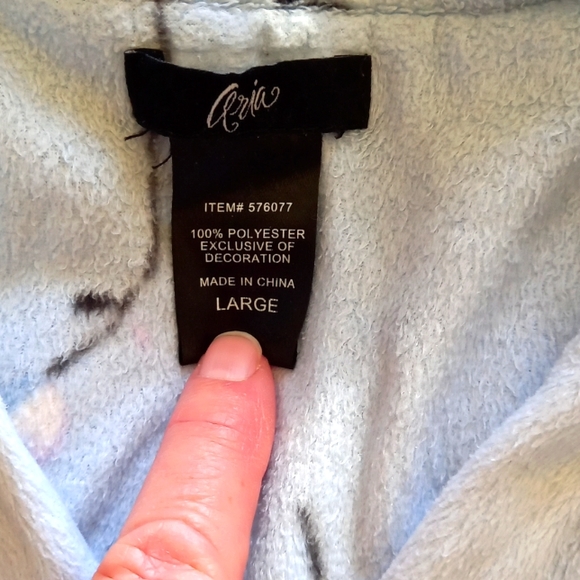 Aria
ITEM# 576077
100% POLYESTER
EXCLUSIVE OF
DECORATION
MADE IN CHINA
LARGE